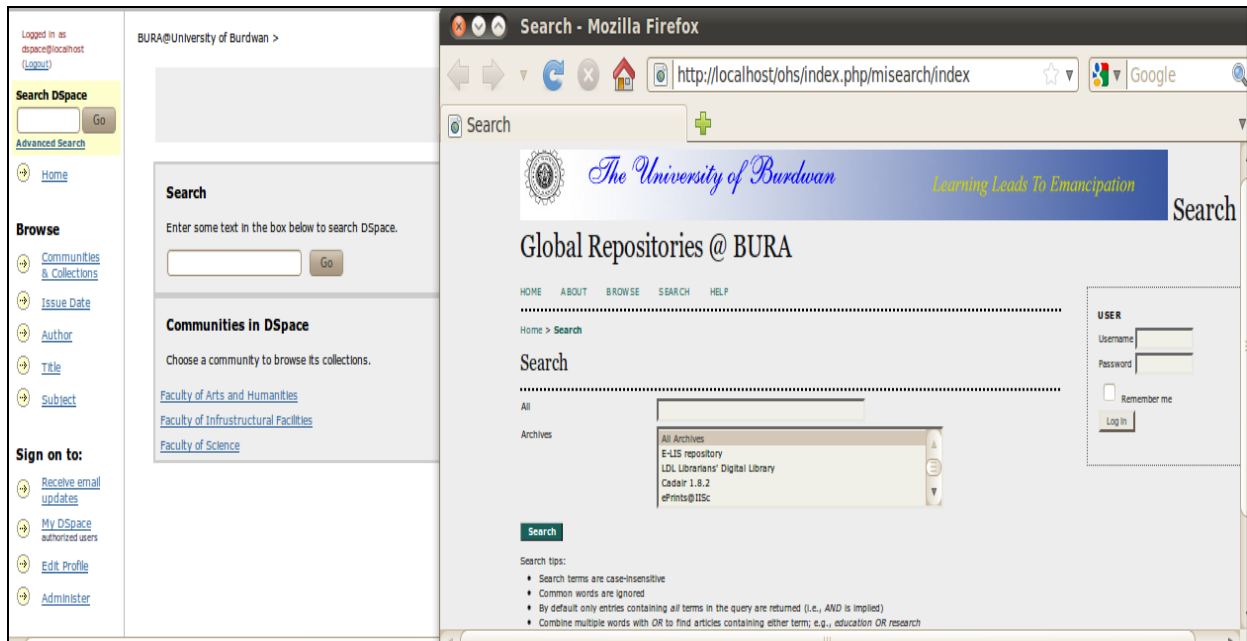 Logged in as
dspace@localhost
(Logout)
Search DSpace
Go
Advanced Search
Home
Browse
Communities
& Collections
Issue Date
Author
Title
Subject
Sign on to:
Receive email
updates
My DSpace
authorized users
Edit Profile
Administer
BURA@University of Burdwan >
Search
Enter some text in the box below to search DSpace.
Go
Communities in DSpace
Choose a community to browse its collections.
Faculty of Arts and Humanities
Faculty of Infrustructural Facilities
Faculty of Science
Search - Mozilla Firefox
http://localhost/ohs/index.php/misearch/index
Google
Search
The University of Burdwan
Learning Leads To Emancipation
Search
Global Repositories @ BURA
HOME ABOUT BROWSE SEARCH HELP
Home > Search
Search
All
Archives
All Archives
E-LIS repository
LDL Librarians' Digital Library
Cadair 1.8.2
ePrints@IISc
Search
Search tips:
• Search terms are case-insensitive
• Common words are ignored
• By default only entries containing all terms in the query are returned (i.e., AND is implied)
• Combine multiple words with OR to find articles containing either term; e.g., education OR research
USER
Username
Password
Remember me
Log In